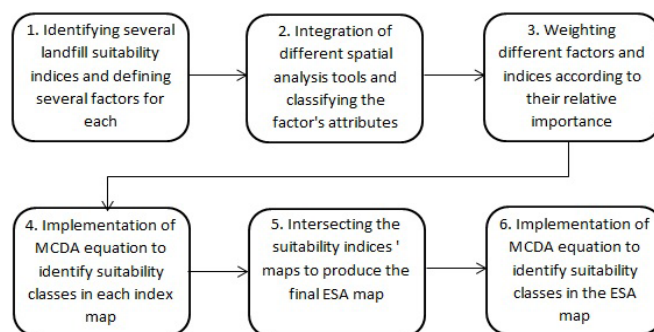 1. Identifying several
landfill suitability
indices and defining
several factors for
each
2. Integration of
different spatial
analysis tools and
classifying the
factor's attributes
3. Weighting
different factors and
indices according to
their relative
importance
4. Implementation of
MCDA equation to
identify suitability
classes in each index
map
5. Intersecting the
suitability indices '
maps to produce the
final ESA map
6. Implementation of
MCDA equation to
identify suitability
classes in the ESA
map